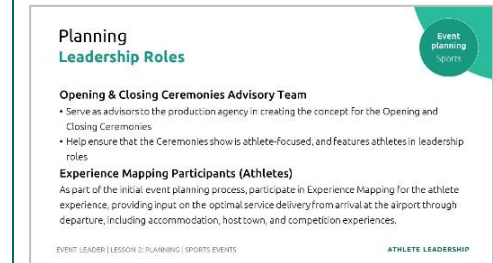 Planning
Leadership Roles
Event
planning
Sports
Opening & Closing Ceremonies Advisory Team
• Serve as advisors to the production agency in creating the concept for the Opening and
Closing Ceremonies
• Help ensure that the Ceremonies show is athlete-focused, and features athletes in leadership
roles
Experience Mapping Participants (Athletes)
As part of the initial event planning process, participate in Experience Mapping for the athlete
experience, providing input on the optimal service delivery from arrival at the airport through
departure, including accommodation, host town, and competition experiences.
EVENT LEADER | LESSON 2: PLANNING | SPORTS EVENTS
ATHLETE LEADERSHIP